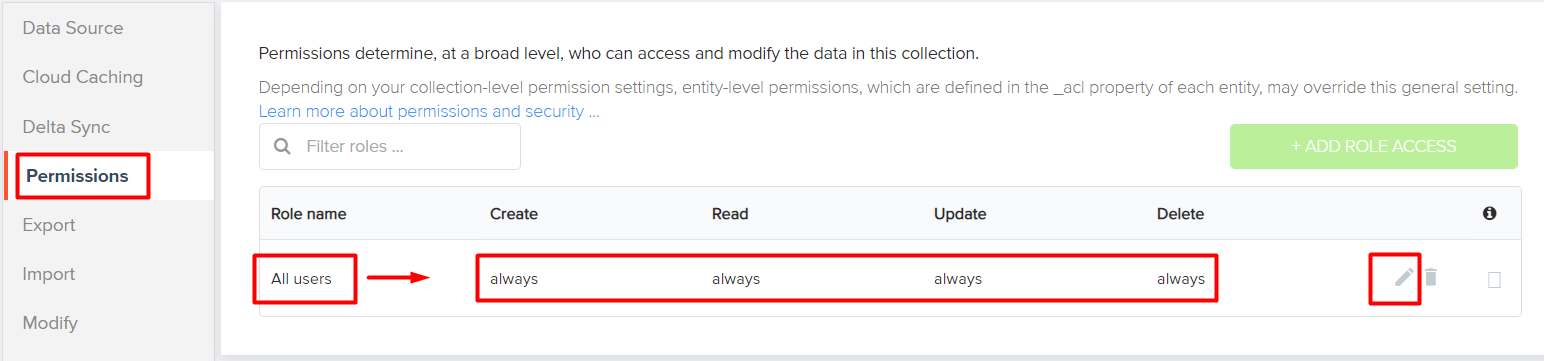 Data Source
Cloud Caching
Delta Sync
Permissions
Export
Import
Modify
Permissions determine, at a broad level, who can access and modify the data in this collection.
Depending on your collection-level permission settings, entity-level permissions, which are defined in the _acl property of each entity, may override this general setting.
Learn more about permissions and security ...
Filter roles ...
+ ADD ROLE ACCESS
Role name Create Read Update Delete
All users always always always always